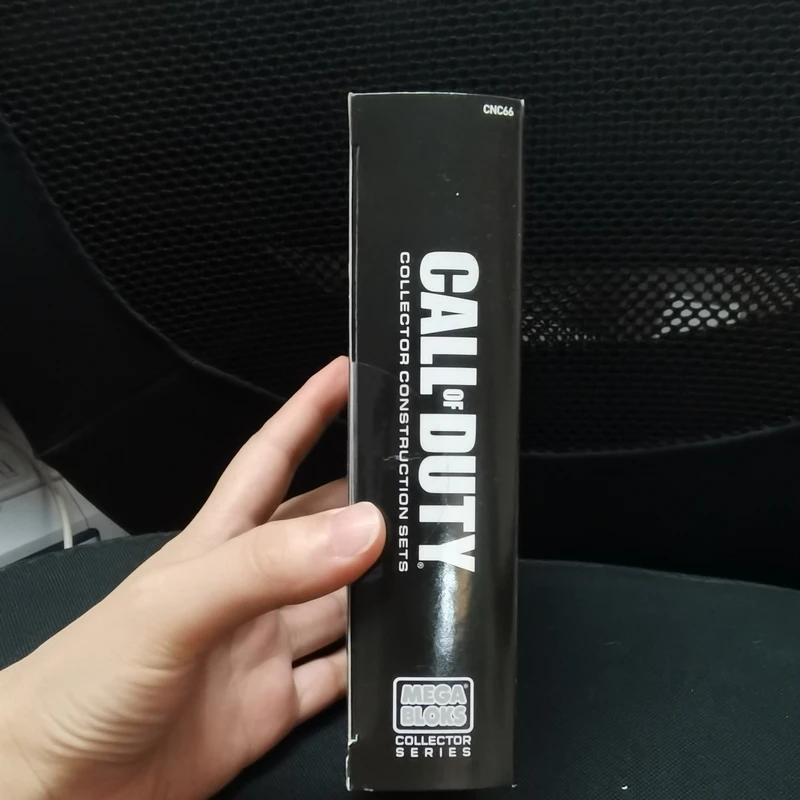 CNC66
CALL OF DUTY®
COLLECTOR CONSTRUCTION SETS
MEGA
BLOKS®
COLLECTOR
SERIES